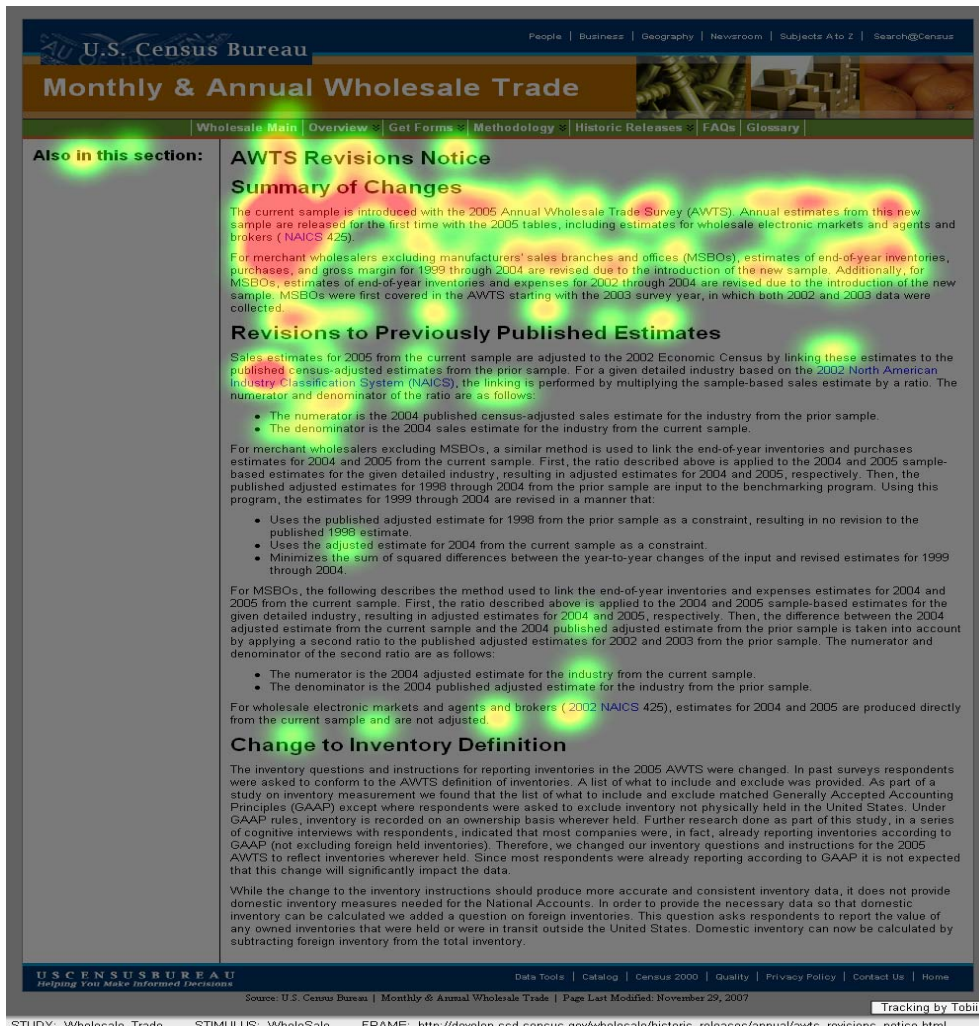 U.S. Census Bureau
People | Business | Geography | Newsroom | Subjects A to Z | Search@Census
Monthly & Annual Wholesale Trade
Wholesale Main | Overview | Get Forms | Methodology | Historic Releases | FAQs | Glossary
Also in this section:
AWTS Revisions Notice
Summary of Changes
The current sample is introduced with the 2005 Annual Wholesale Trade Survey (AWTS). Annual estimates from this new
sample are released for the first time with the 2005 tables, including estimates for wholesale electronic markets and agents and
brokers ( NAICS 425).
For merchant wholesalers excluding manufacturers' sales branches and offices (MSBOs), estimates of end-of-year inventories,
purchases, and gross margin for 1999 through 2004 are revised due to the introduction of the new sample. Additionally, for
MSBOs, estimates of end-of-year inventories and expenses for 2002 through 2004 are revised due to the introduction of the new
sample. MSBOs were first covered in the AWTS starting with the 2003 survey year, in which both 2002 and 2003 data were
collected.
Revisions to Previously Published Estimates
Sales estimates for 2005 from the current sample are adjusted to the 2002 Economic Census by linking these estimates to the
published census-adjusted estimates from the prior sample. For a given detailed industry based on the 2002 North American
Industry Classification System (NAICS), the linking is performed by multiplying the sample-based sales estimate by a ratio. The
numerator and denominator of the ratio are as follows:
• The numerator is the 2004 published census-adjusted sales estimate for the industry from the prior sample.
• The denominator is the 2004 sales estimate for the industry from the current sample.
For merchant wholesalers excluding MSBOs, a similar method is used to link the end-of-year inventories and purchases
estimates for 2004 and 2005 from the current sample. First, the ratio described above is applied to the 2004 and 2005 sample-
based estimates for the given detailed industry, resulting in adjusted estimates for 2004 and 2005, respectively. Then, the
published adjusted estimates for 1998 through 2004 from the prior sample are input to the benchmarking program. Using this
program, the estimates for 1999 through 2004 are revised in a manner that:
• Uses the published adjusted estimate for 1998 from the prior sample as a constraint, resulting in no revision to the
published 1998 estimate.
• Uses the adjusted estimate for 2004 from the current sample as a constraint.
• Minimizes the sum of squared differences between the year-to-year changes of the input and revised estimates for 1999
through 2004.
For MSBOs, the following describes the method used to link the end-of-year inventories and expenses estimates for 2004 and
2005 from the current sample. First, the ratio described above is applied to the 2004 and 2005 sample-based estimates for the
given detailed industry, resulting in adjusted estimates for 2004 and 2005, respectively. Then, the difference between the 2004
adjusted estimate from the current sample and the 2004 published adjusted estimate from the prior sample is taken into account
by applying a second ratio to the published adjusted estimates for 2002 and 2003 from the prior sample. The numerator and
denominator of the second ratio are as follows:
• The numerator is the 2004 adjusted estimate for the industry from the current sample.
• The denominator is the 2004 published adjusted estimate for the industry from the prior sample.
For wholesale electronic markets and agents and brokers ( 2002 NAICS 425), estimates for 2004 and 2005 are produced directly
from the current sample and are not adjusted.
Change to Inventory Definition
The inventory questions and instructions for reporting inventories in the 2005 AWTS were changed. In past surveys respondents
were asked to conform to the AWTS definition of inventories. A list of what to include and exclude was provided. As part of a
study on inventory measurement we found that the list of what to include and exclude matched Generally Accepted Accounting
Principles (GAAP) except where respondents were asked to exclude inventory not physically held in the United States. Under
GAAP rules, inventory is recorded on an ownership basis wherever held. Further research done as part of this study, in a series
of cognitive interviews with respondents, indicated that most companies were, in fact, already reporting inventories according to
GAAP (not excluding foreign held inventories). Therefore, we changed our inventory questions and instructions for the 2005
AWTS to reflect inventories wherever held. Since most respondents were already reporting according to GAAP it is not expected
that this change will significantly impact the data.
While the change to the inventory instructions should produce more accurate and consistent inventory data, it does not provide
domestic inventory measures needed for the National Accounts. In order to provide the necessary data so that domestic
inventory can be calculated we added a question on foreign inventories. This question asks respondents to report the value of
any owned inventories that were held or were in transit outside the United States. Domestic inventory can now be calculated by
subtracting foreign inventory from the total inventory.
USCENSUSBUREAU
Helping You Make Informed Decisions
Data Tools | Catalog | Census 2000 | Quality | Privacy Policy | Contact Us | Home
Source: U.S. Census Bureau | Monthly & Annual Wholesale Trade | Page Last Modified: November 29, 2007
Tracking by Tobii
STUDY: Wholesale_Trade STIMULUS: WholeSale FRAME: http://develop.ssd.census.gov/wholesale/historic_releases/annual/awts_revisions_notice.html